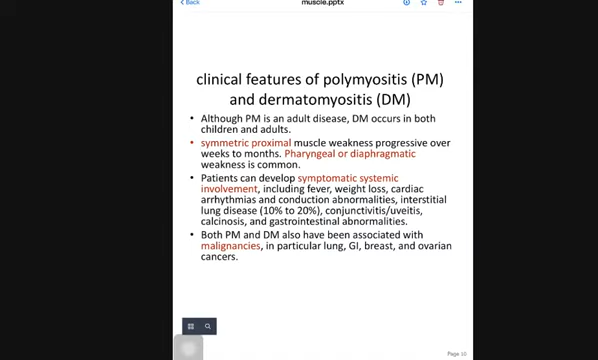 Back
muscle.pptx
clinical features of polymyositis (PM)
and dermatomyositis (DM)
• Although PM is an adult disease, DM occurs in both
children and adults.
• symmetric proximal muscle weakness progressive over
weeks to months. Pharyngeal or diaphragmatic
weakness is common.
• Patients can develop symptomatic systemic
involvement, including fever, weight loss, cardiac
arrhythmias and conduction abnormalities, interstitial
lung disease (10% to 20%), conjunctivitis/uveitis,
calcinosis, and gastrointestinal abnormalities.
• Both PM and DM also have been associated with
malignancies, in particular lung, GI, breast, and ovarian
cancers.
Page 10